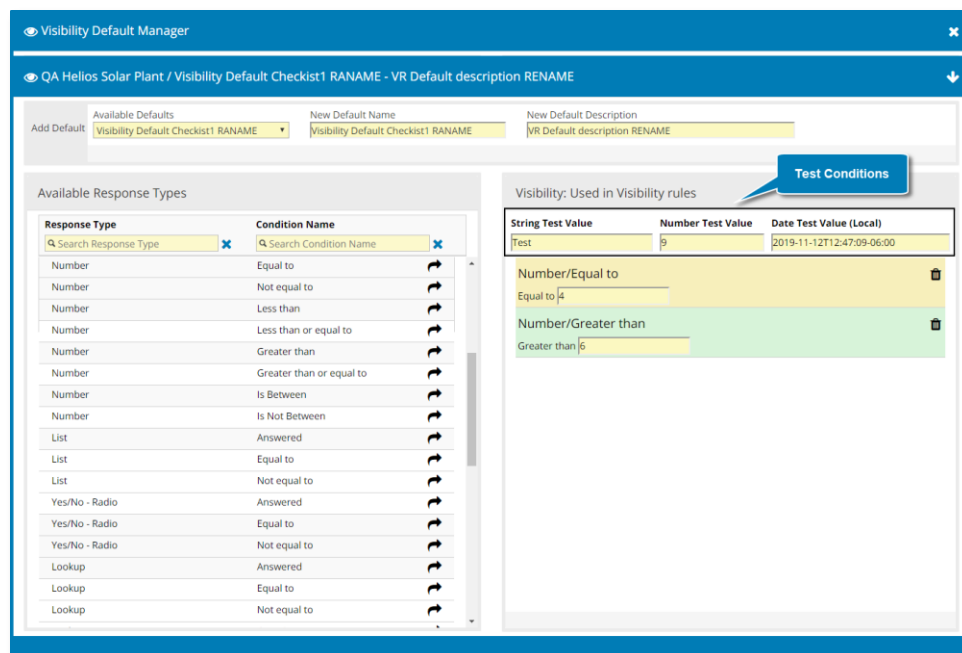 Visibility Default Manager
QA Helios Solar Plant / Visibility Default Checkist1 RANAME - VR Default description RENAME
Add Default
Available Defaults
Visibility Default Checkist1 RANAME
New Default Name
Visibility Default Checkist1 RANAME
New Default Description
VR Default description RENAME
Available Response Types
Response Type Condition Name
Search Response Type Search Condition Name
Number Equal to
Number Not equal to
Number Less than
Number Less than or equal to
Number Greater than
Number Greater than or equal to
Number Is Between
Number Is Not Between
List Answered
List Equal to
List Not equal to
Yes/No - Radio Answered
Yes/No - Radio Equal to
Yes/No - Radio Not equal to
Lookup Answered
Lookup Equal to
Lookup Not equal to
Test Conditions
Visibility: Used in Visibility rules
String Test Value Number Test Value Date Test Value (Local)
Test 9 2019-11-12T12:47:09-06:00
Number/Equal to
Equal to 4
Number/Greater than
Greater than 6